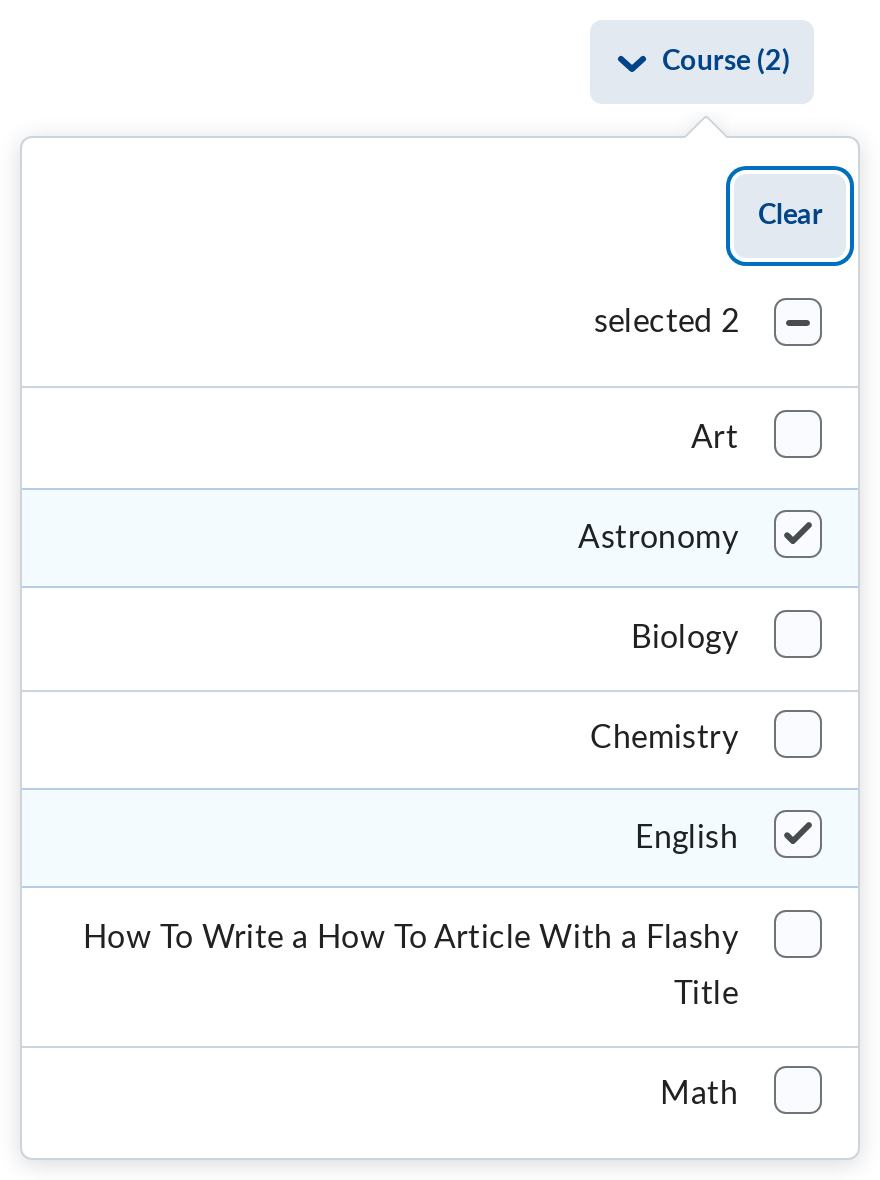 Course (2)
Clear
selected 2
Art
Astronomy
Biology
Chemistry
English
How To Write a How To Article With a Flashy
Title
Math